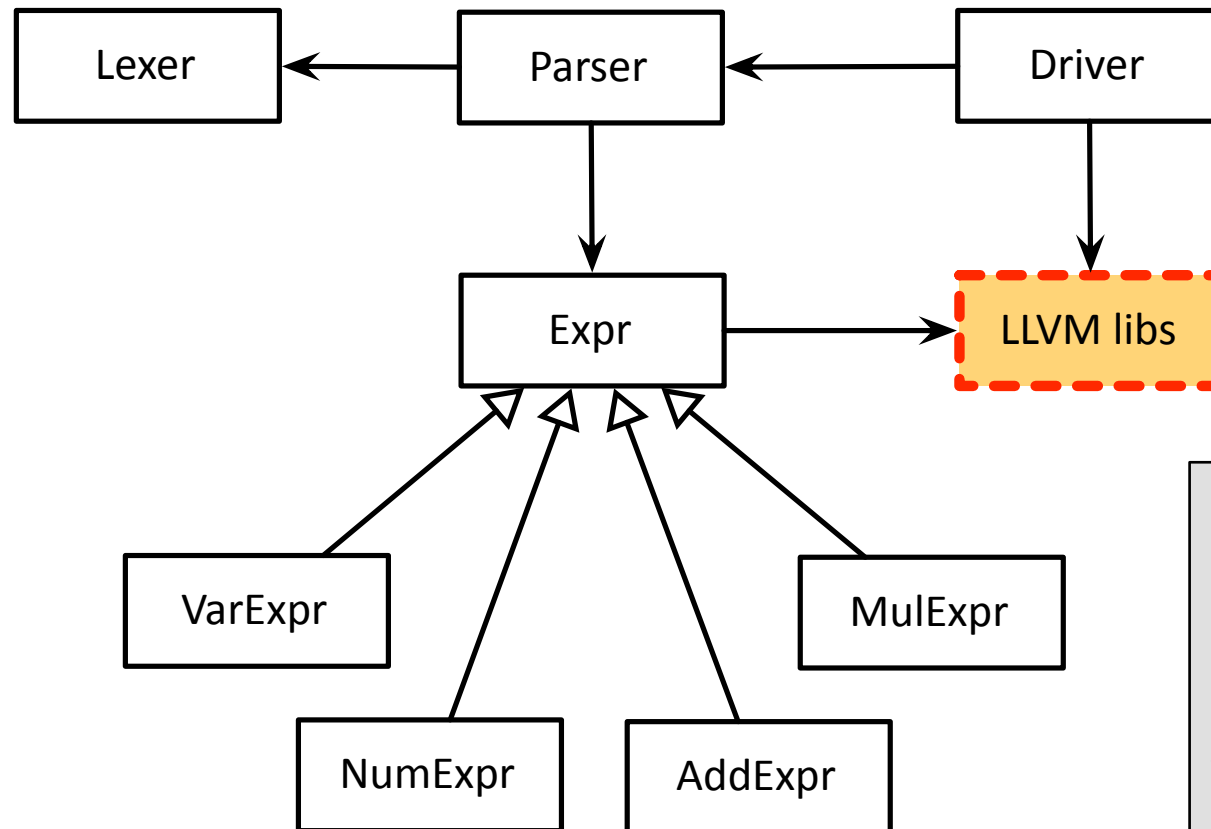 Lexer
Parser
Driver
Expr
LLVM libs
VarExpr
MulExpr
NumExpr
AddExpr